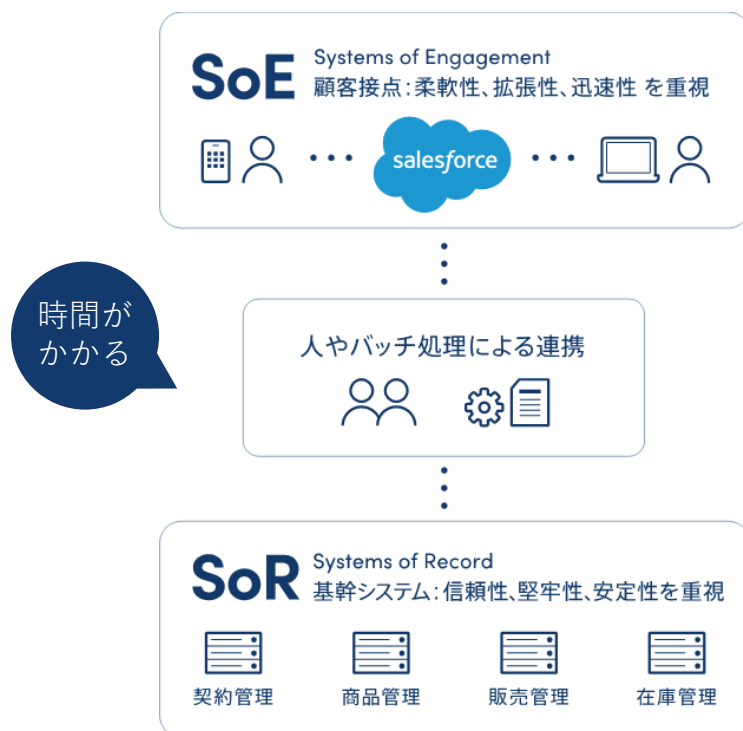 SoE
Systems of Engagement
顧客接点：柔軟性、拡張性、迅速性 を重視
salesforce
時間が
かかる
人やバッチ処理による連携
SoR
Systems of Record
基幹システム：信頼性、堅牢性、安定性を重視
契約管理
商品管理
販売管理
在庫管理